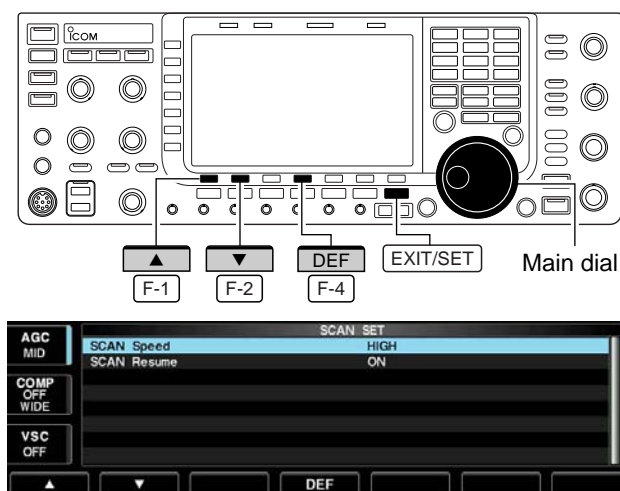 ICOM
▲ ▼ DEF EXIT/SET Main dial
F-1 F-2 F-4
SCAN SET
AGC
MID
SCAN Speed HIGH
SCAN Resume ON
COMP
OFF
WIDE
VSC
OFF
▲ ▼ DEF